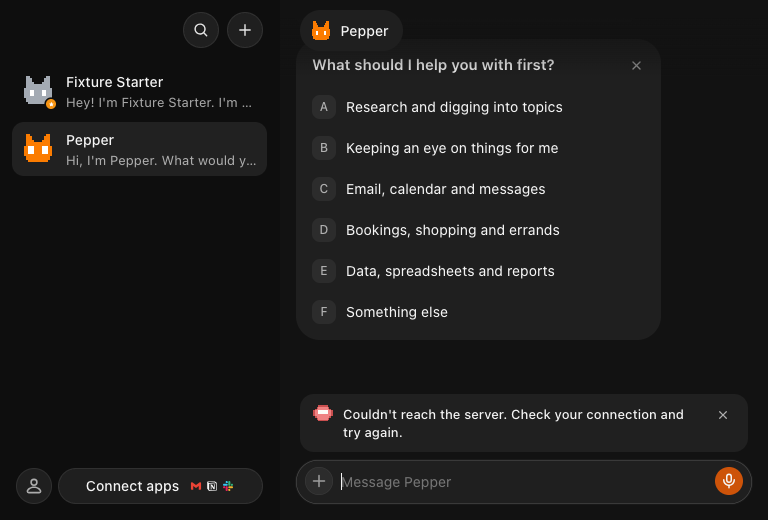 Fixture Starter
Hey! I'm Fixture Starter. I'm ...
Pepper
Hi, I'm Pepper. What would y...
Connect apps
Pepper
What should I help you with first?
A Research and digging into topics
B Keeping an eye on things for me
C Email, calendar and messages
D Bookings, shopping and errands
E Data, spreadsheets and reports
F Something else
Couldn't reach the server. Check your connection and
try again.
Message Pepper